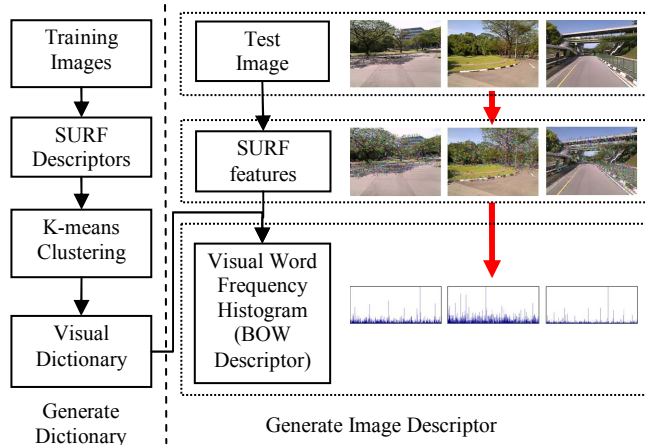 Training
Images
SURF
Descriptors
K-means
Clustering
Visual
Dictionary
Generate
Dictionary
Test
Image
SURF
features
Visual Word
Frequency
Histogram
(BOW
Descriptor)
Generate Image Descriptor